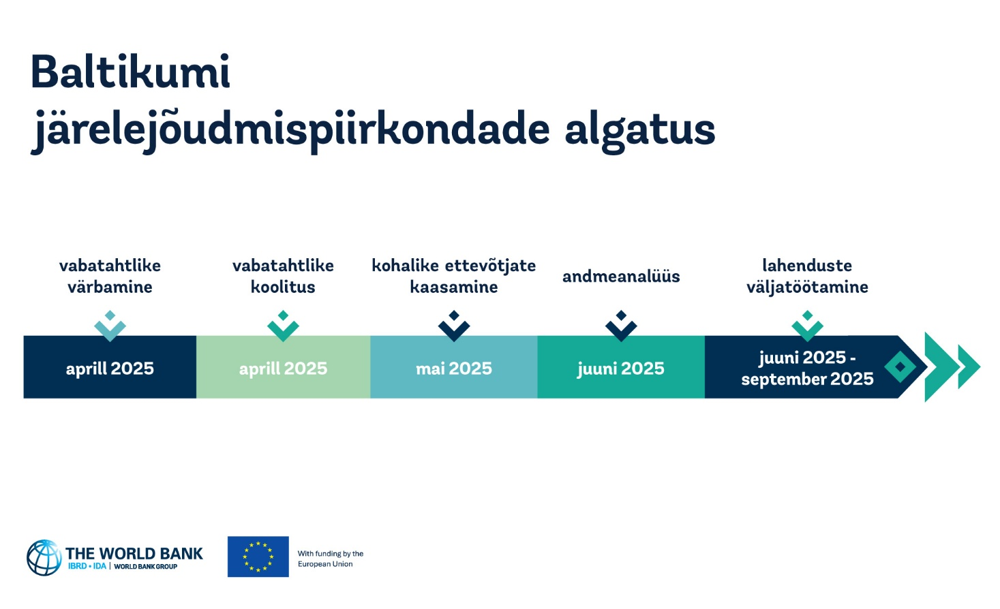 Baltikumi
järelejõudmispiirkondade algatus
vabatahtlike
värbamine
vabatahtlike
koolitus
kohalike ettevõtjate
kaasamine
andmeanalüüs
lahenduste
väljatöötamine
aprill 2025
aprill 2025
mai 2025
juuni 2025
juuni 2025 -
september 2025
THE WORLD BANK
IBRD • IDA | WORLD BANK GROUP
With funding by the
European Union